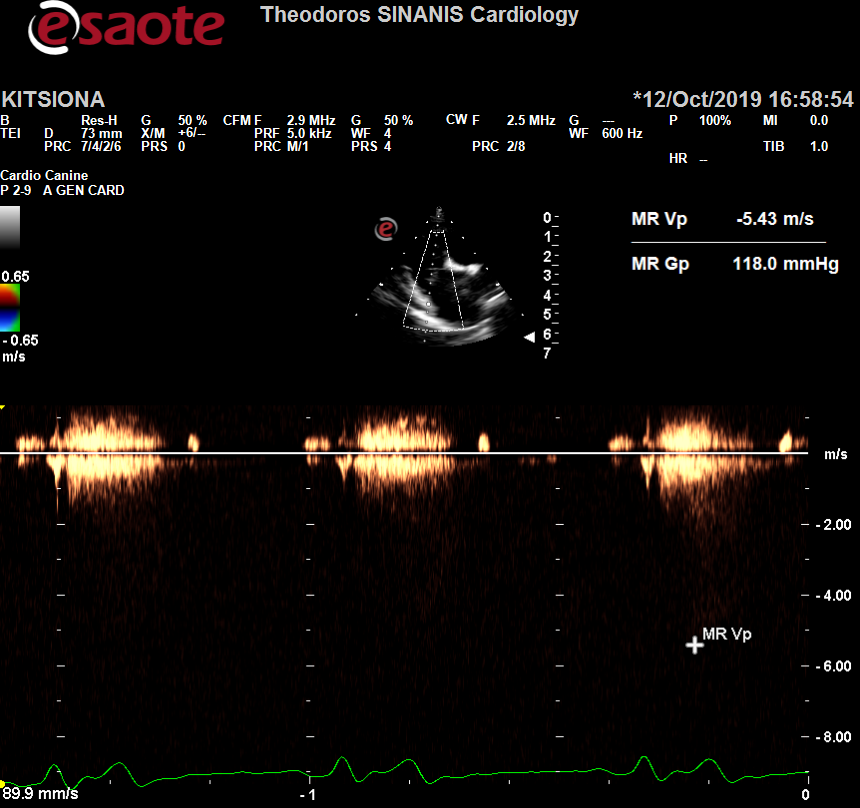 esaote
Theodoros SINANIS Cardiology
KITSIONA
*12/Oct/2019 16:58:54
B Res-H G 50 % CFM F 2.9 MHz G 50 % CW F 2.5 MHz G --- P 100% MI 0.0
TEI D 73 mm X/M +6/-- PRF 5.0 kHz WF 4 WF 600 Hz
PRC 7/4/2/6 PRS 0 PRC M/1 PRS 4 PRC 2/8 TIB 1.0
HR --
Cardio Canine
P 2-9 A GEN CARD
e
0
1
2
3
4
5
6
7
MR Vp -5.43 m/s
MR Gp 118.0 mmHg
0.65
- 0.65
m/s
m/s
- 2.00
- 4.00
MR Vp
- 6.00
- 8.00
89.9 mm/s
- 1
0